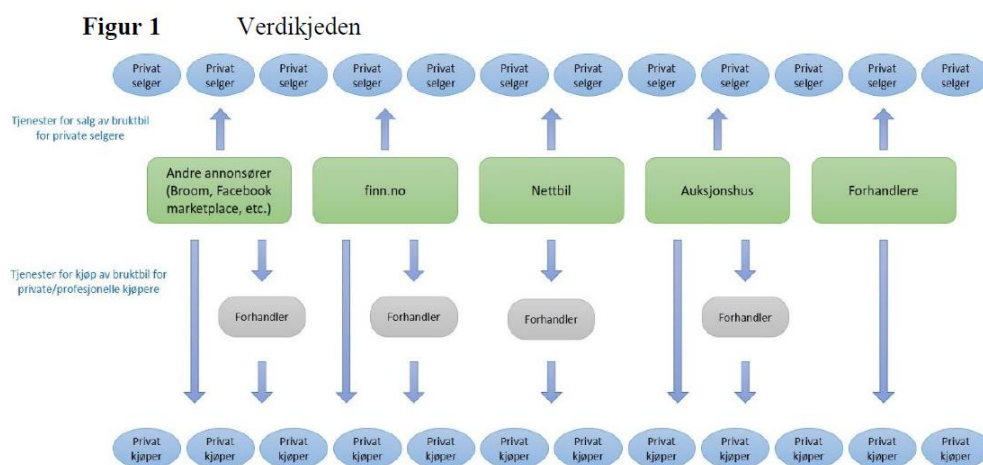 Figur 1 Verdikjeden
Privat selger Privat selger Privat selger Privat selger Privat selger Privat selger Privat selger Privat selger Privat selger Privat selger Privat selger Privat selger
Tjenester for salg av bruktbil
for private selgere
Andre annonsører
(Broom, Facebook
marketplace, etc.)
finn.no
Nettbil
Auksjonshus
Forhandlere
Tjenester for kjøp av bruktbil for
private/profesjonelle kjøpere
Forhandler
Forhandler
Forhandler
Forhandler
Privat kjøper Privat kjøper Privat kjøper Privat kjøper Privat kjøper Privat kjøper Privat kjøper Privat kjøper Privat kjøper Privat kjøper Privat kjøper Privat kjøper